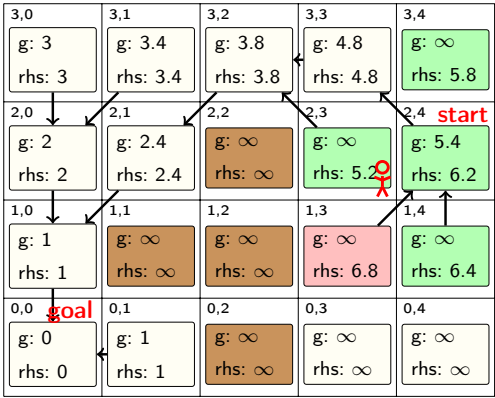 3,0 3,1 3,2 3,3 3,4
g: 3 g: 3.4 g: 3.8 g: 4.8 g: ∞
rhs: 3 rhs: 3.4 rhs: 3.8 rhs: 4.8 rhs: 5.8
2,0 2,1 2,2 2,3 2,4 start
g: 2 g: 2.4 g: ∞ g: ∞ g: 5.4
rhs: 2 rhs: 2.4 rhs: ∞ rhs: 5.2 rhs: 6.2
1,0 1,1 1,2 1,3 1,4
g: 1 g: ∞ g: ∞ g: ∞ g: ∞
rhs: 1 rhs: ∞ rhs: ∞ rhs: 6.8 rhs: 6.4
0,0 goal 0,1 0,2 0,3 0,4
g: 0 g: 1 g: ∞ g: ∞ g: ∞
rhs: 0 rhs: 1 rhs: ∞ rhs: ∞ rhs: ∞